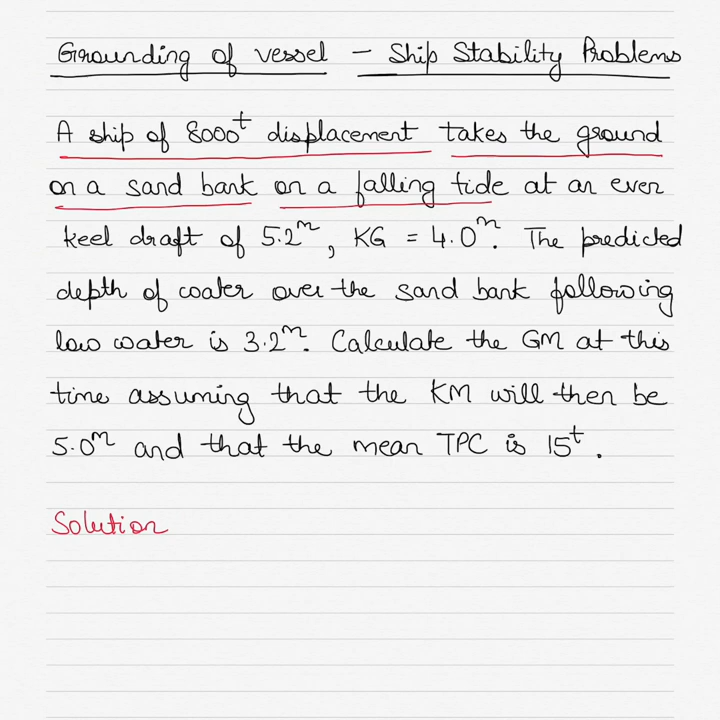 Grounding of vessel - Ship Stability Problems
A ship of 8000t displacement takes the ground
on a sand bank on a falling tide at an even
keel draft of 5.2m, KG = 4.0m. The predicted
depth of water over the sand bank following
low water is 3.2m. Calculate the GM at this
time assuming that the KM will then be
5.0m and that the mean TPC is 15t.
Solution